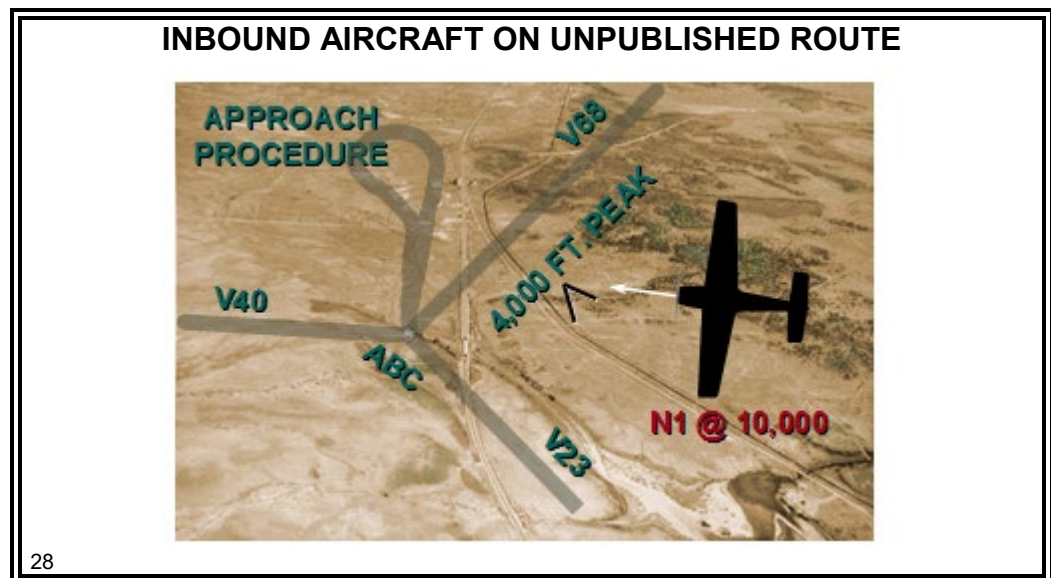 INBOUND AIRCRAFT ON UNPUBLISHED ROUTE
APPROACH
PROCEDURE
V68
4,000 FT. PEAK
V40
ABC
N1 @ 10,000
V23
28